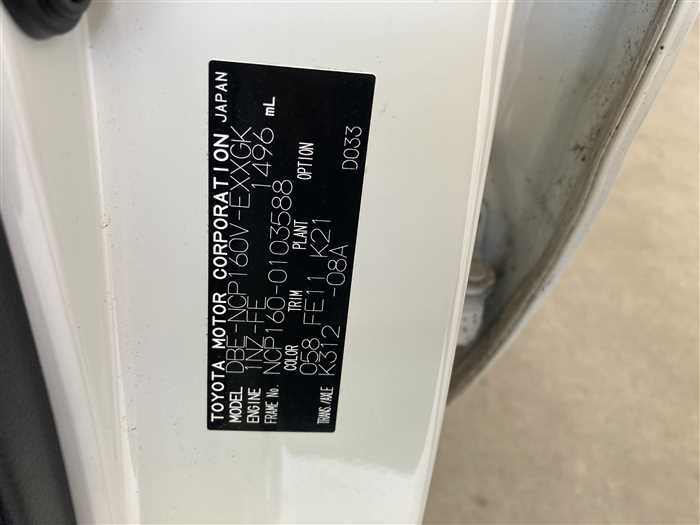 TOYOTA MOTOR CORPORATION JAPAN
MODEL DBE-NCP160V-EXXGK
ENGINE 1NZ-FE 1496 mL
FRAME No. NCP160-0103588
COLOR TRIM PLANT OPTION
058 FE11 K21
TRANS./AXLE K312 -08A D033